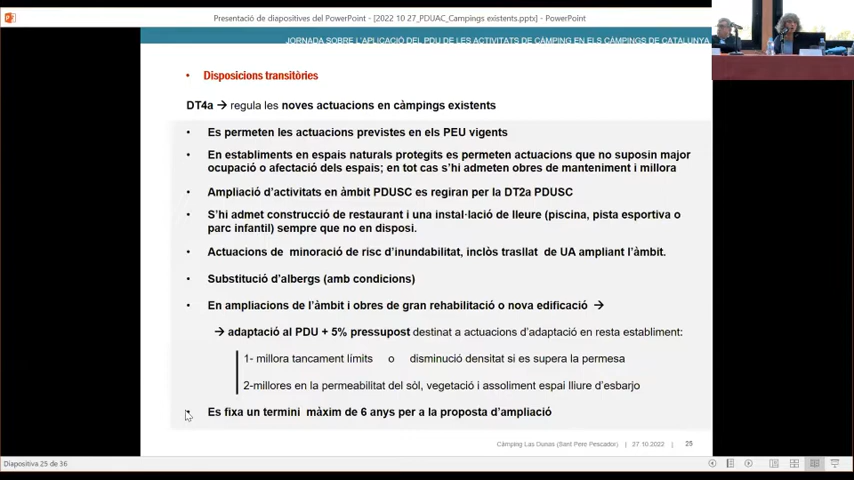 Presentació de diapositives del PowerPoint - [2022 10 27_PDUAC_Campings existents.pptx] - PowerPoint
JORNADA SOBRE L'APLICACIÓ DEL PDU DE LES ACTIVITATS DE CÀMPING EN ELS CÀMPINGS DE CATALUNYA
• Disposicions transitòries
DT4a → regula les noves actuacions en càmpings existents
• Es permeten les actuacions previstes en els PEU vigents
• En establiments en espais naturals protegits es permeten actuacions que no suposin major
ocupació o afectació dels espais; en tot cas s'hi admeten obres de manteniment i millora
• Ampliació d'activitats en àmbit PDUSC es regiran per la DT2a PDUSC
• S'hi admet construcció de restaurant i una instal·lació de lleure (piscina, pista esportiva o
parc infantil) sempre que no en disposi.
• Actuacions de minoració de risc d'inundabilitat, inclòs trasllat de UA ampliant l'àmbit.
• Substitució d'albergs (amb condicions)
• En ampliacions de l'àmbit i obres de gran rehabilitació o nova edificació →
→ adaptació al PDU + 5% pressupost destinat a actuacions d'adaptació en resta establiment:
1- millora tancament límits o disminució densitat si es supera la permesa
2-millores en la permeabilitat del sòl, vegetació i assoliment espai lliure d'esbarjo
• Es fixa un termini màxim de 6 anys per a la proposta d'ampliació
Càmping Las Dunas (Sant Pere Pescador) | 27.10.2022 | 25
Diapositiva 25 de 36